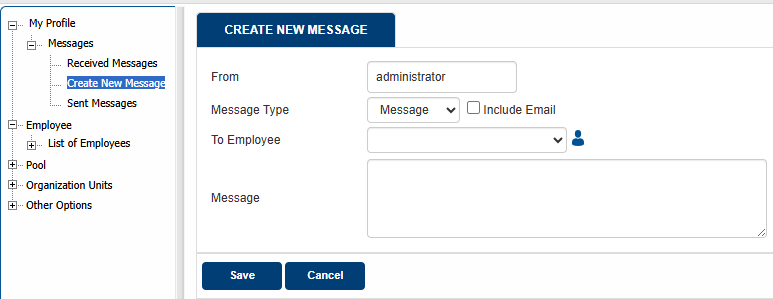 My Profile
Messages
Received Messages
Create New Message
Sent Messages
Employee
List of Employees
Pool
Organization Units
Other Options
CREATE NEW MESSAGE
From administrator
Message Type Message Include Email
To Employee
Message
Save Cancel